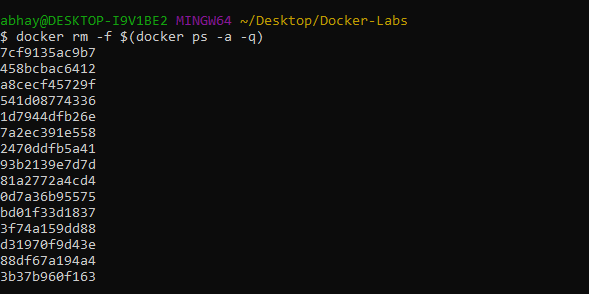 abhay@DESKTOP-I9V1BE2 MINGW64 ~/Desktop/Docker-Labs
$ docker rm -f $(docker ps -a -q)
7cf9135ac9b7
458bcbac6412
a8cecf45729f
541d08774336
1d7944dfb26e
7a2ec391e558
2470ddfb5a41
93b2139e7d7d
81a2772a4cd4
0d7a36b95575
bd01f33d1837
3f74a159dd88
d31970f9d43e
88df67a194a4
3b37b960f163